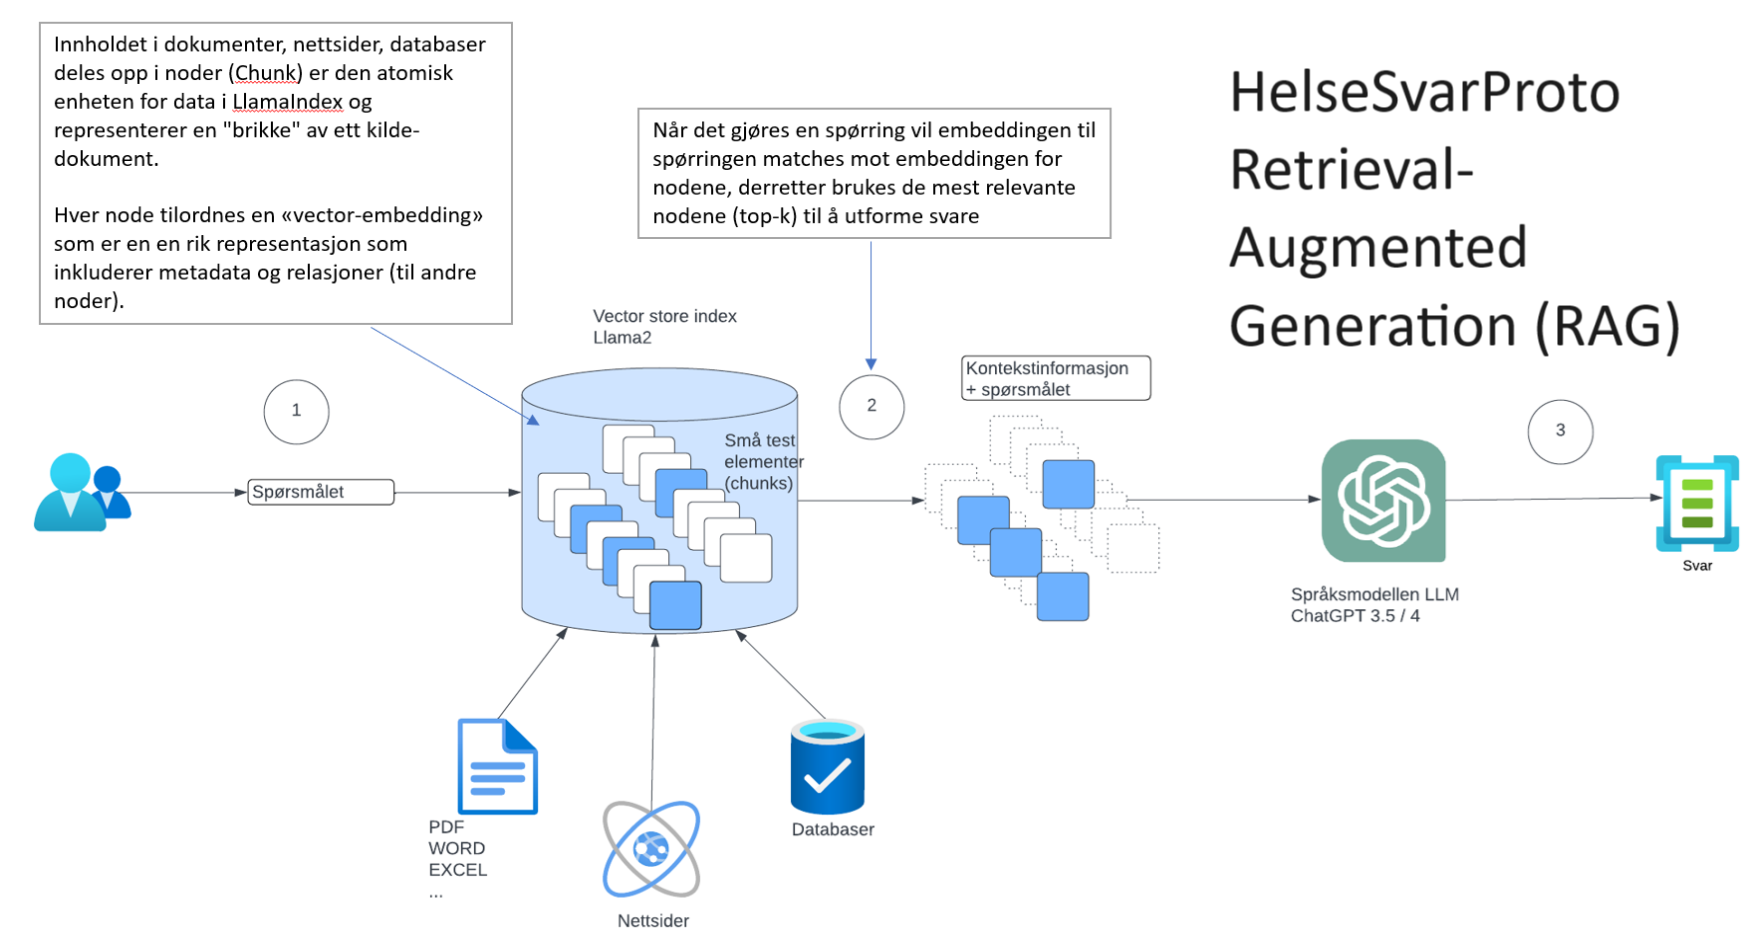 Innholdet i dokumenter, nettsider, databaser
deles opp i noder (Chunk) er den atomisk
enheten for data i LlamaIndex og
representerer en "brikke" av ett kilde-
dokument.
Hver node tilordnes en «vector-embedding»
som er en en rik representasjon som
inkluderer metadata og relasjoner (til andre
noder).
Når det gjøres en spørring vil embeddingen til
spørringen matches mot embeddingen for
nodene, derretter brukes de mest relevante
nodene (top-k) til å utforme svare
HelseSvarProto
Retrieval-
Augmented
Generation (RAG)
Vector store index
Llama2
Kontekstinformasjon
+ spørsmålet
1
2
3
Spørsmålet
Små test
elementer
(chunks)
Svar
Språksmodellen LLM
ChatGPT 3.5 / 4
PDF
WORD
EXCEL
...
Databaser
Nettsider